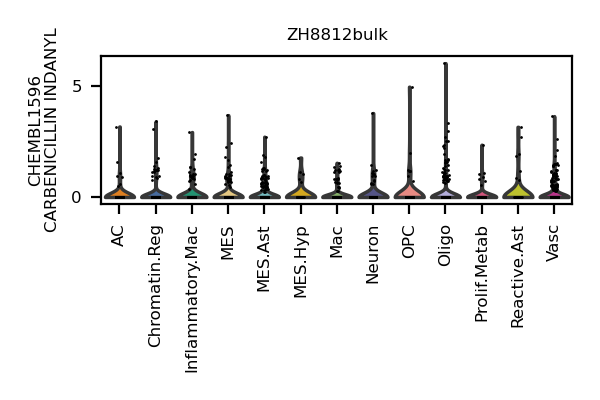 ZH8812bulk
CHEMBL1596
CARBENICILLIN INDANYL
5
0
AC
Chromatin.Reg
Inflammatory.Mac
MES
MES.Ast
MES.Hyp
Mac
Neuron
OPC
Oligo
Prolif.Metab
Reactive.Ast
Vasc